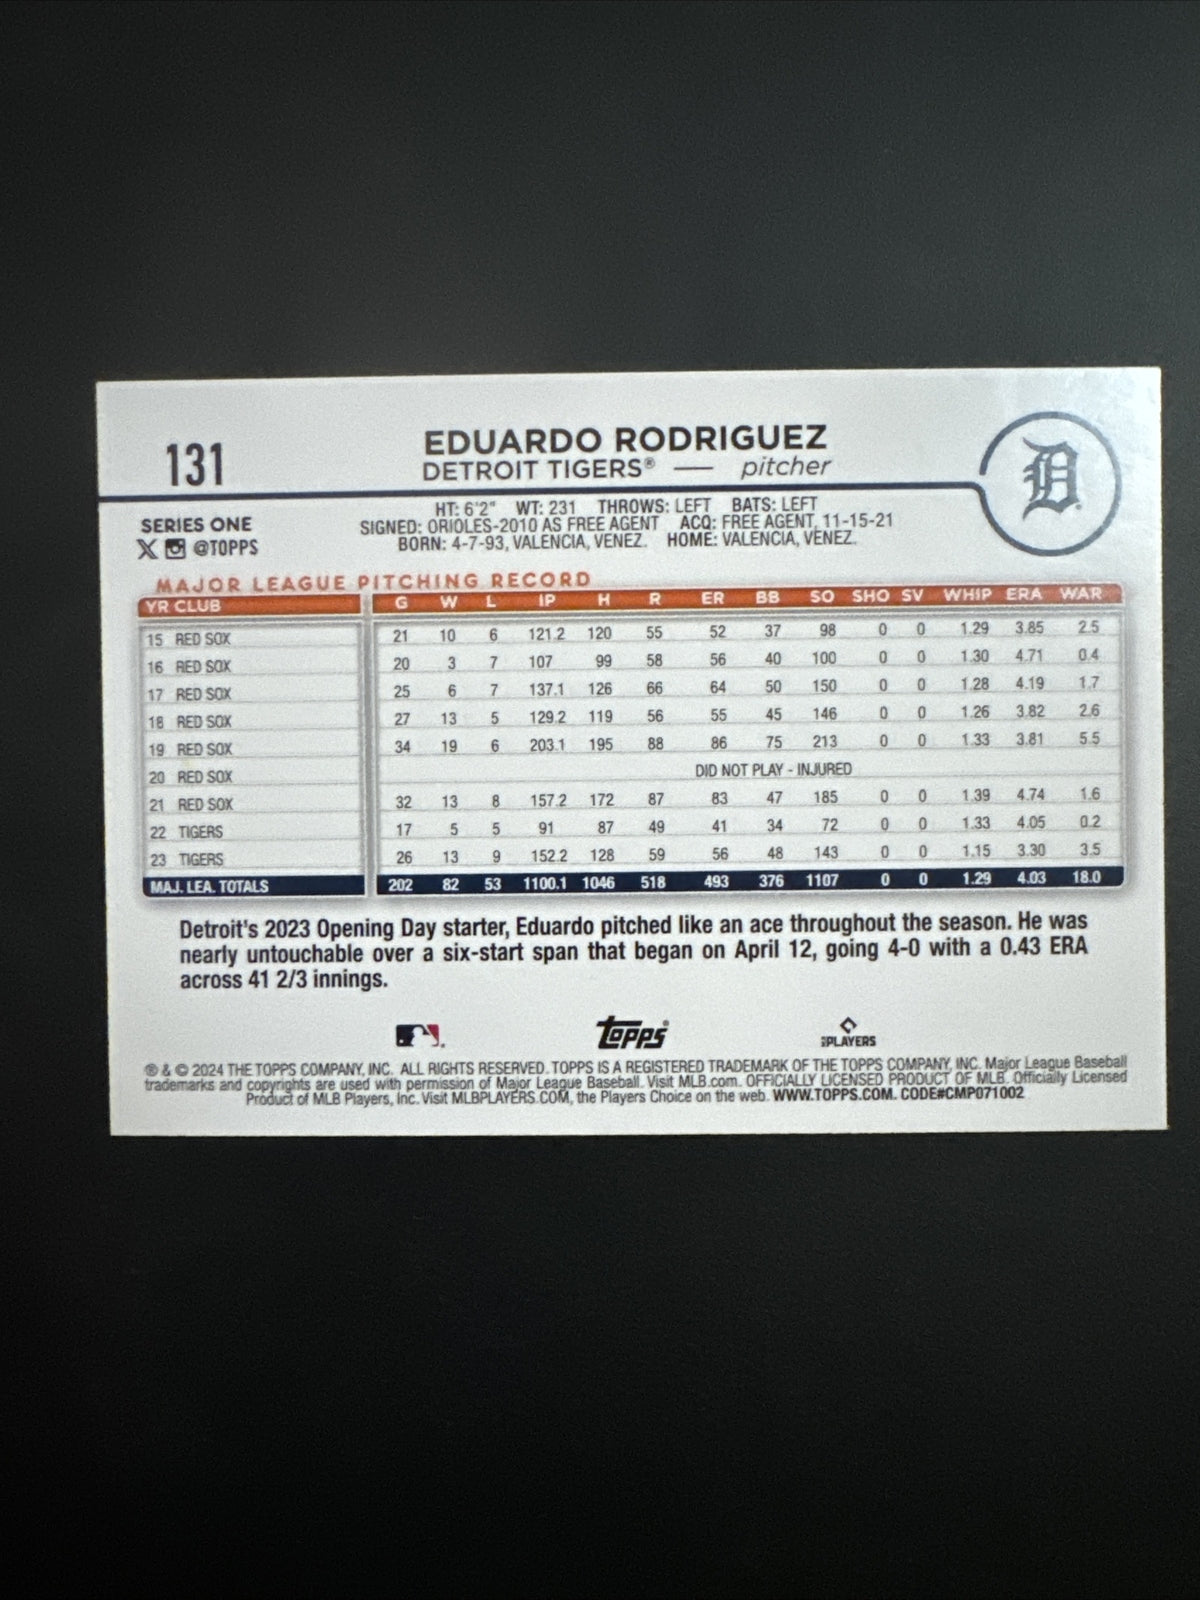 131
EDUARDO RODRIGUEZ
DETROIT TIGERS® — pitcher
D
SERIES ONE
X @TOPPS
HT: 6'2" WT: 231 THROWS: LEFT BATS: LEFT
SIGNED: ORIOLES-2010 AS FREE AGENT ACQ: FREE AGENT, 11-15-21
BORN: 4-7-93, VALENCIA, VENEZ. HOME: VALENCIA, VENEZ.
MAJOR LEAGUE PITCHING RECORD
YR CLUB G W L IP H R ER BB SO SHO SV WHIP ERA WAR
15 RED SOX 21 10 6 121.2 120 55 52 37 98 0 0 1.29 3.85 2.5
16 RED SOX 20 3 7 107 99 58 56 40 100 0 0 1.30 4.71 0.4
17 RED SOX 25 6 7 137.1 126 66 64 50 150 0 0 1.28 4.19 1.7
18 RED SOX 27 13 5 129.2 119 56 55 45 146 0 0 1.26 3.82 2.6
19 RED SOX 34 19 6 203.1 195 88 86 75 213 0 0 1.33 3.81 5.5
20 RED SOX DID NOT PLAY - INJURED
21 RED SOX 32 13 8 157.2 172 87 83 47 185 0 0 1.39 4.74 1.6
22 TIGERS 17 5 5 91 87 49 41 34 72 0 0 1.33 4.05 0.2
23 TIGERS 26 13 9 152.2 128 59 56 48 143 0 0 1.15 3.30 3.5
MAJ. LEA. TOTALS 202 82 53 1100.1 1046 518 493 376 1107 0 0 1.29 4.03 18.0
Detroit's 2023 Opening Day starter, Eduardo pitched like an ace throughout the season. He was
nearly untouchable over a six-start span that began on April 12, going 4-0 with a 0.43 ERA
across 41 2/3 innings.
Topps® MLB PLAYERS
® & © 2024 THE TOPPS COMPANY, INC. ALL RIGHTS RESERVED. TOPPS IS A REGISTERED TRADEMARK OF THE TOPPS COMPANY, INC. Major League Baseball
trademarks and copyrights are used with permission of Major League Baseball. Visit MLB.com. OFFICIALLY LICENSED PRODUCT OF MLB. Officially Licensed
Product of MLB Players, Inc. Visit MLBPLAYERS.COM, the Players Choice on the web. WWW.TOPPS.COM. CODE#CMP071002